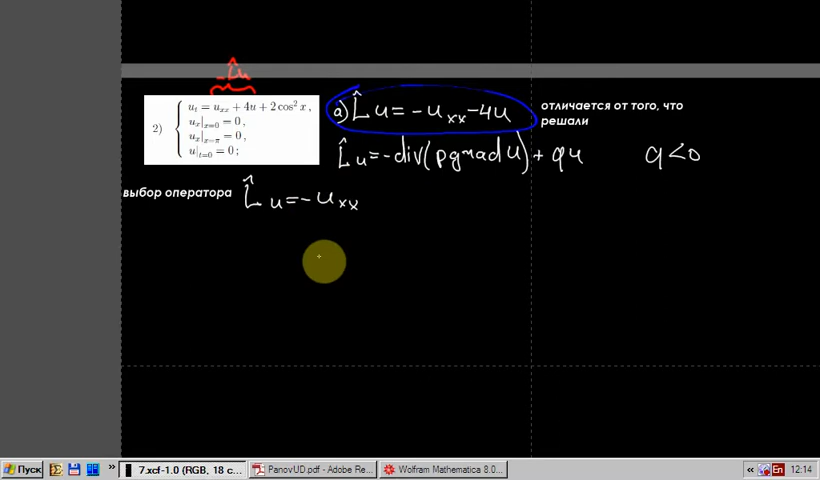 -L̂u
2) { u_t = u_xx + 4u + 2 cos² x,
u_x|_{x=0} = 0,
u_x|_{x=π} = 0,
u|_{t=0} = 0;
a) L̂ u = - u_xx - 4u
отличается от того, что
решали
L̂ u = - div(p grad u) + qu q < 0
выбор оператора L̂ u = - u_xx
Пуск » 7.xcf-1.0 (RGB, 18 с... PanovUD.pdf - Adobe Re... Wolfram Mathematica 8.0... « En 12:14